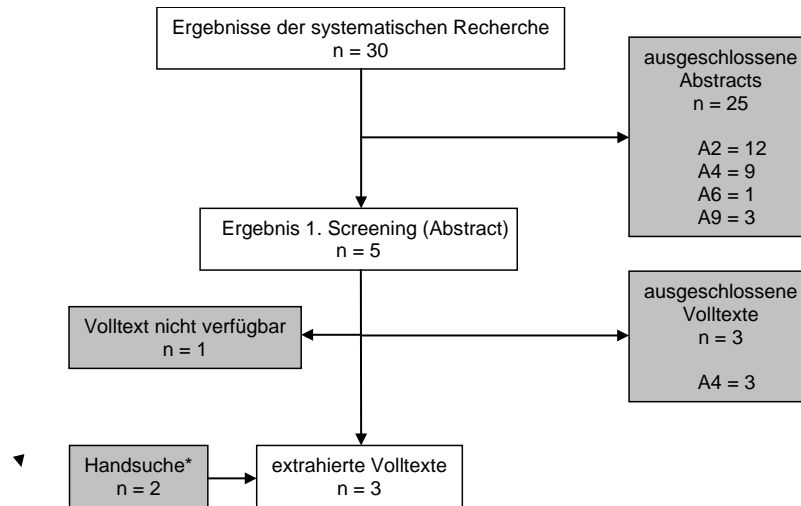 Ergebnisse der systematischen Recherche
n = 30
ausgeschlossene
Abstracts
n = 25
A2 = 12
A4 = 9
A6 = 1
A9 = 3
Ergebnis 1. Screening (Abstract)
n = 5
ausgeschlossene
Volltexte
n = 3
A4 = 3
Volltext nicht verfügbar
n = 1
Handsuche*
n = 2
extrahierte Volltexte
n = 3